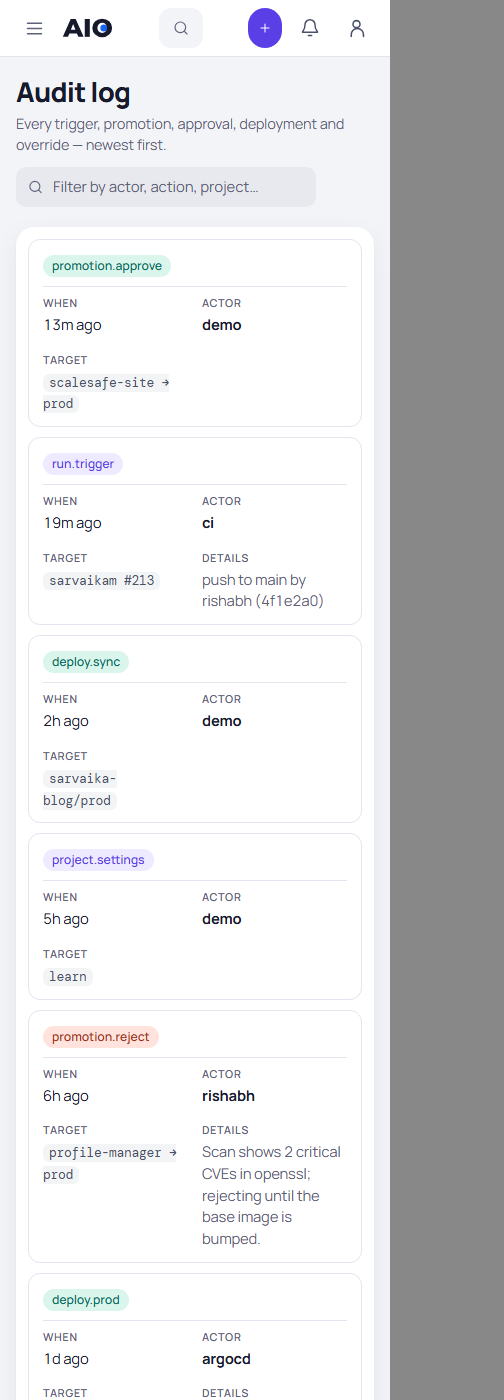 AIO
Audit log
Every trigger, promotion, approval, deployment and
override — newest first.
Filter by actor, action, project...
promotion.approve
WHEN
ACTOR
13m ago
demo
TARGET
scalesafe-site →
prod
run.trigger
WHEN
ACTOR
19m ago
ci
TARGET
DETAILS
sarvaikam #213
push to main by
rishabh (4f1e2a0)
deploy.sync
WHEN
ACTOR
2h ago
demo
TARGET
sarvaika-
blog/prod
project.settings
WHEN
ACTOR
5h ago
demo
TARGET
learn
promotion.reject
WHEN
ACTOR
6h ago
rishabh
TARGET
DETAILS
profile-manager →
prod
Scan shows 2 critical
CVEs in openssl;
rejecting until the
base image is
bumped.
deploy.prod
WHEN
ACTOR
1d ago
argocd
TARGET
DETAILS